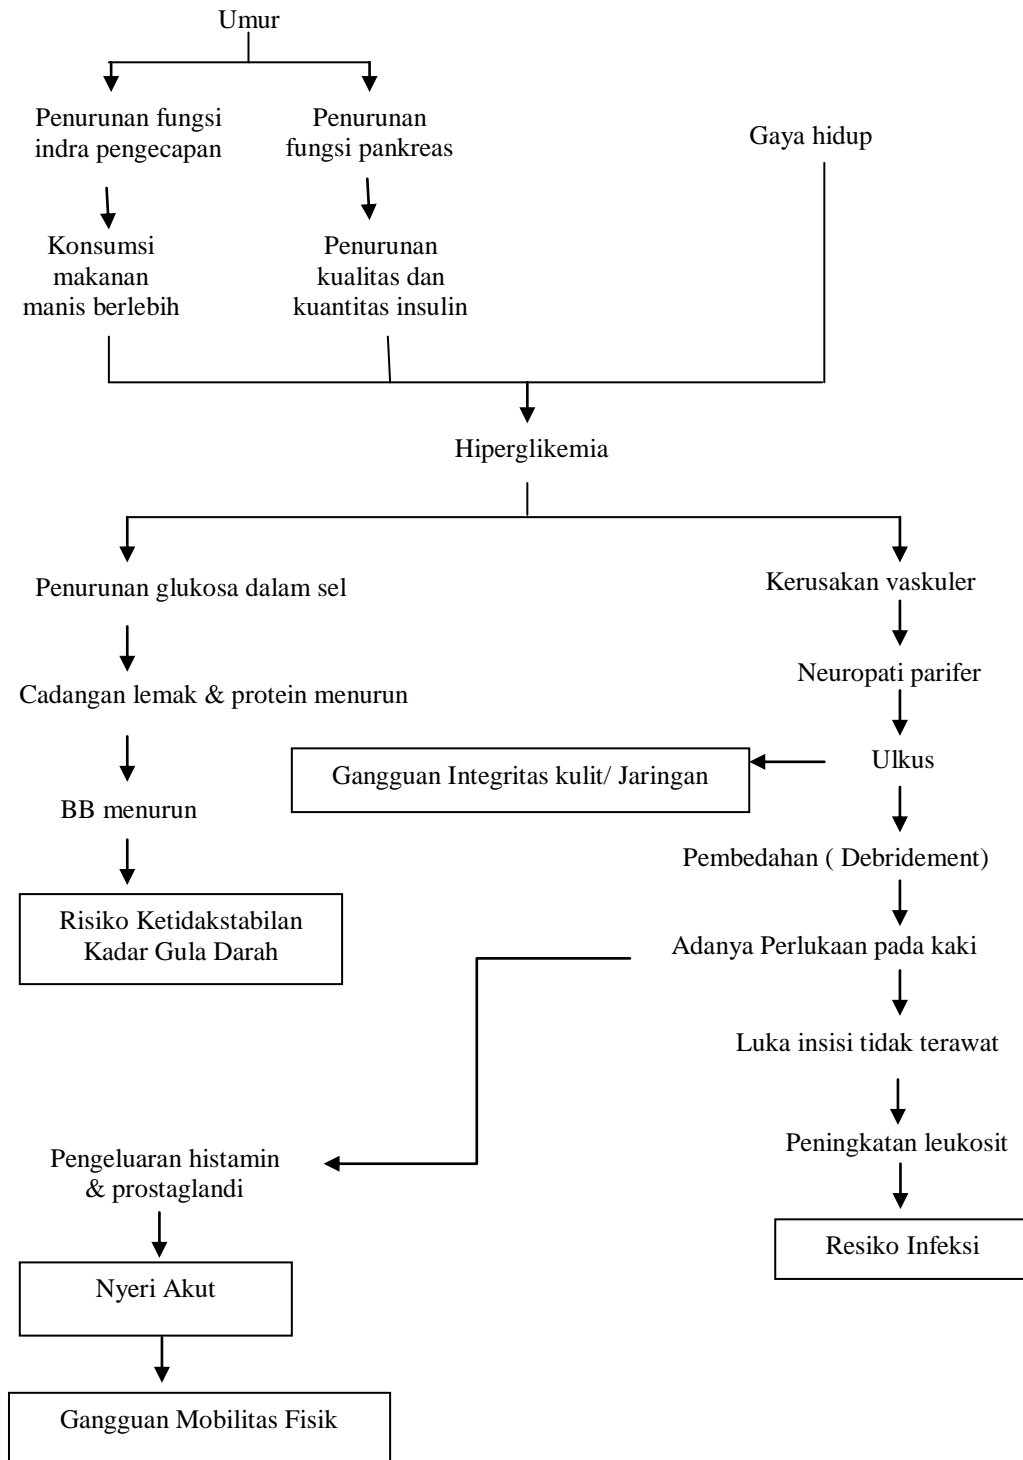 Umur
Penurunan fungsi
indra pengecapan
Penurunan
fungsi pankreas
Gaya hidup
Konsumsi
makanan
manis berlebih
Penurunan
kualitas dan
kuantitas insulin
Hiperglikemia
Penurunan glukosa dalam sel
Kerusakan vaskuler
Cadangan lemak & protein menurun
Neuropati parifer
Gangguan Integritas kulit/ Jaringan
Ulkus
BB menurun
Pembedahan ( Debridement)
Risiko Ketidakstabilan
Kadar Gula Darah
Adanya Perlukaan pada kaki
Luka insisi tidak terawat
Pengeluaran histamin
& prostaglandi
Peningkatan leukosit
Resiko Infeksi
Nyeri Akut
Gangguan Mobilitas Fisik